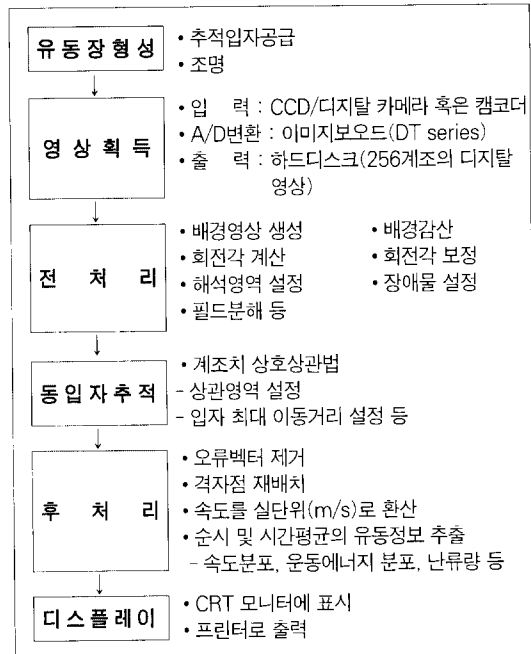 유동장형성
• 추적입자공급
• 조명
영상획득
• 입 력 : CCD/디지탈 카메라 혹은 캠코더
• A/D변환 : 이미지보오드(DT series)
• 출 력 : 하드디스크(256계조의 디지탈
영상)
전 처 리
• 배경영상 생성 • 배경감산
• 회전각 계산 • 회전각 보정
• 해석영역 설정 • 장애물 설정
• 필드분해 등
동입자추적
• 계조치 상호상관법
- 상관영역 설정
- 입자 최대 이동거리 설정 등
후 처 리
• 오류벡터 제거
• 격자점 재배치
• 속도를 실단위(m/s)로 환산
• 순시 및 시간평균의 유동정보 추출
- 속도분포, 운동에너지 분포, 난류량 등
디스플레이
• CRT 모니터에 표시
• 프린터로 출력